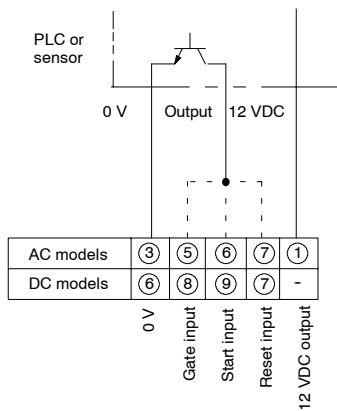 PLC or
sensor
0 V Output 12 VDC
AC models 3 5 6 7 1
DC models 6 8 9 7 -
0 V
Gate input
Start input
Reset input
12 VDC output